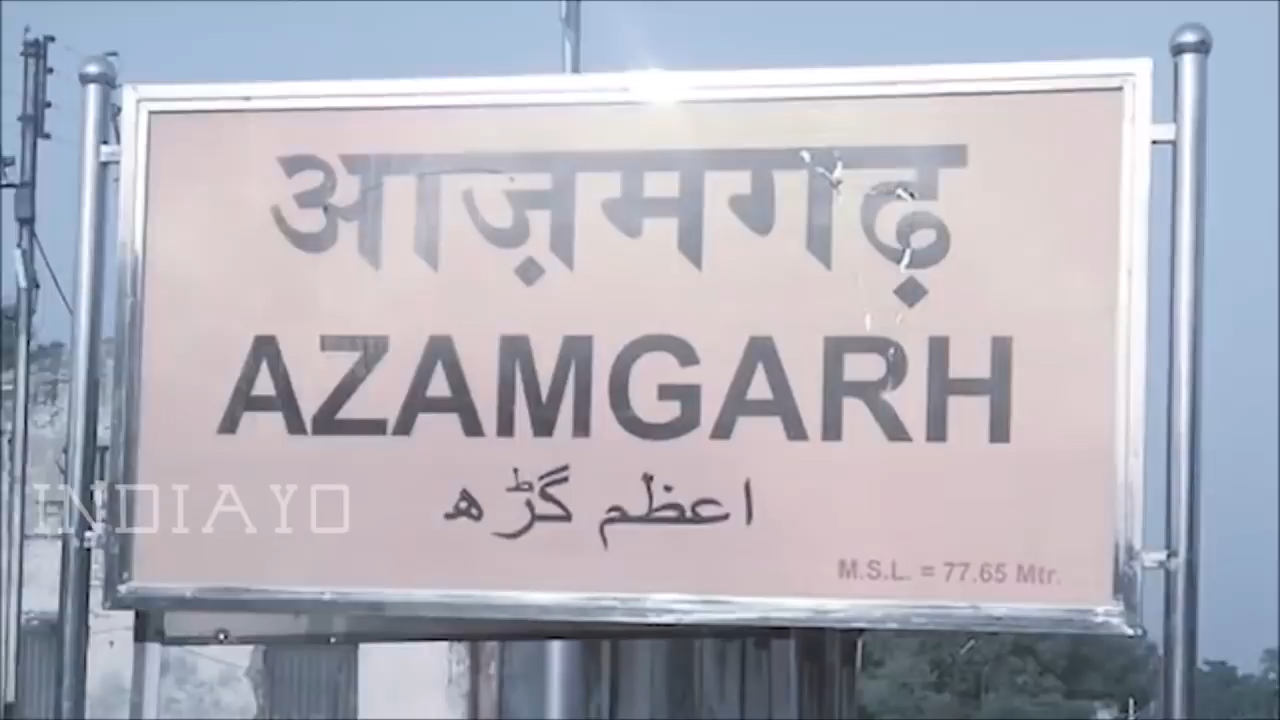 आज़मगढ़
AZAMGARH
اعظم گڑھ
INDIAYO
M.S.L. = 77.65 Mtr.